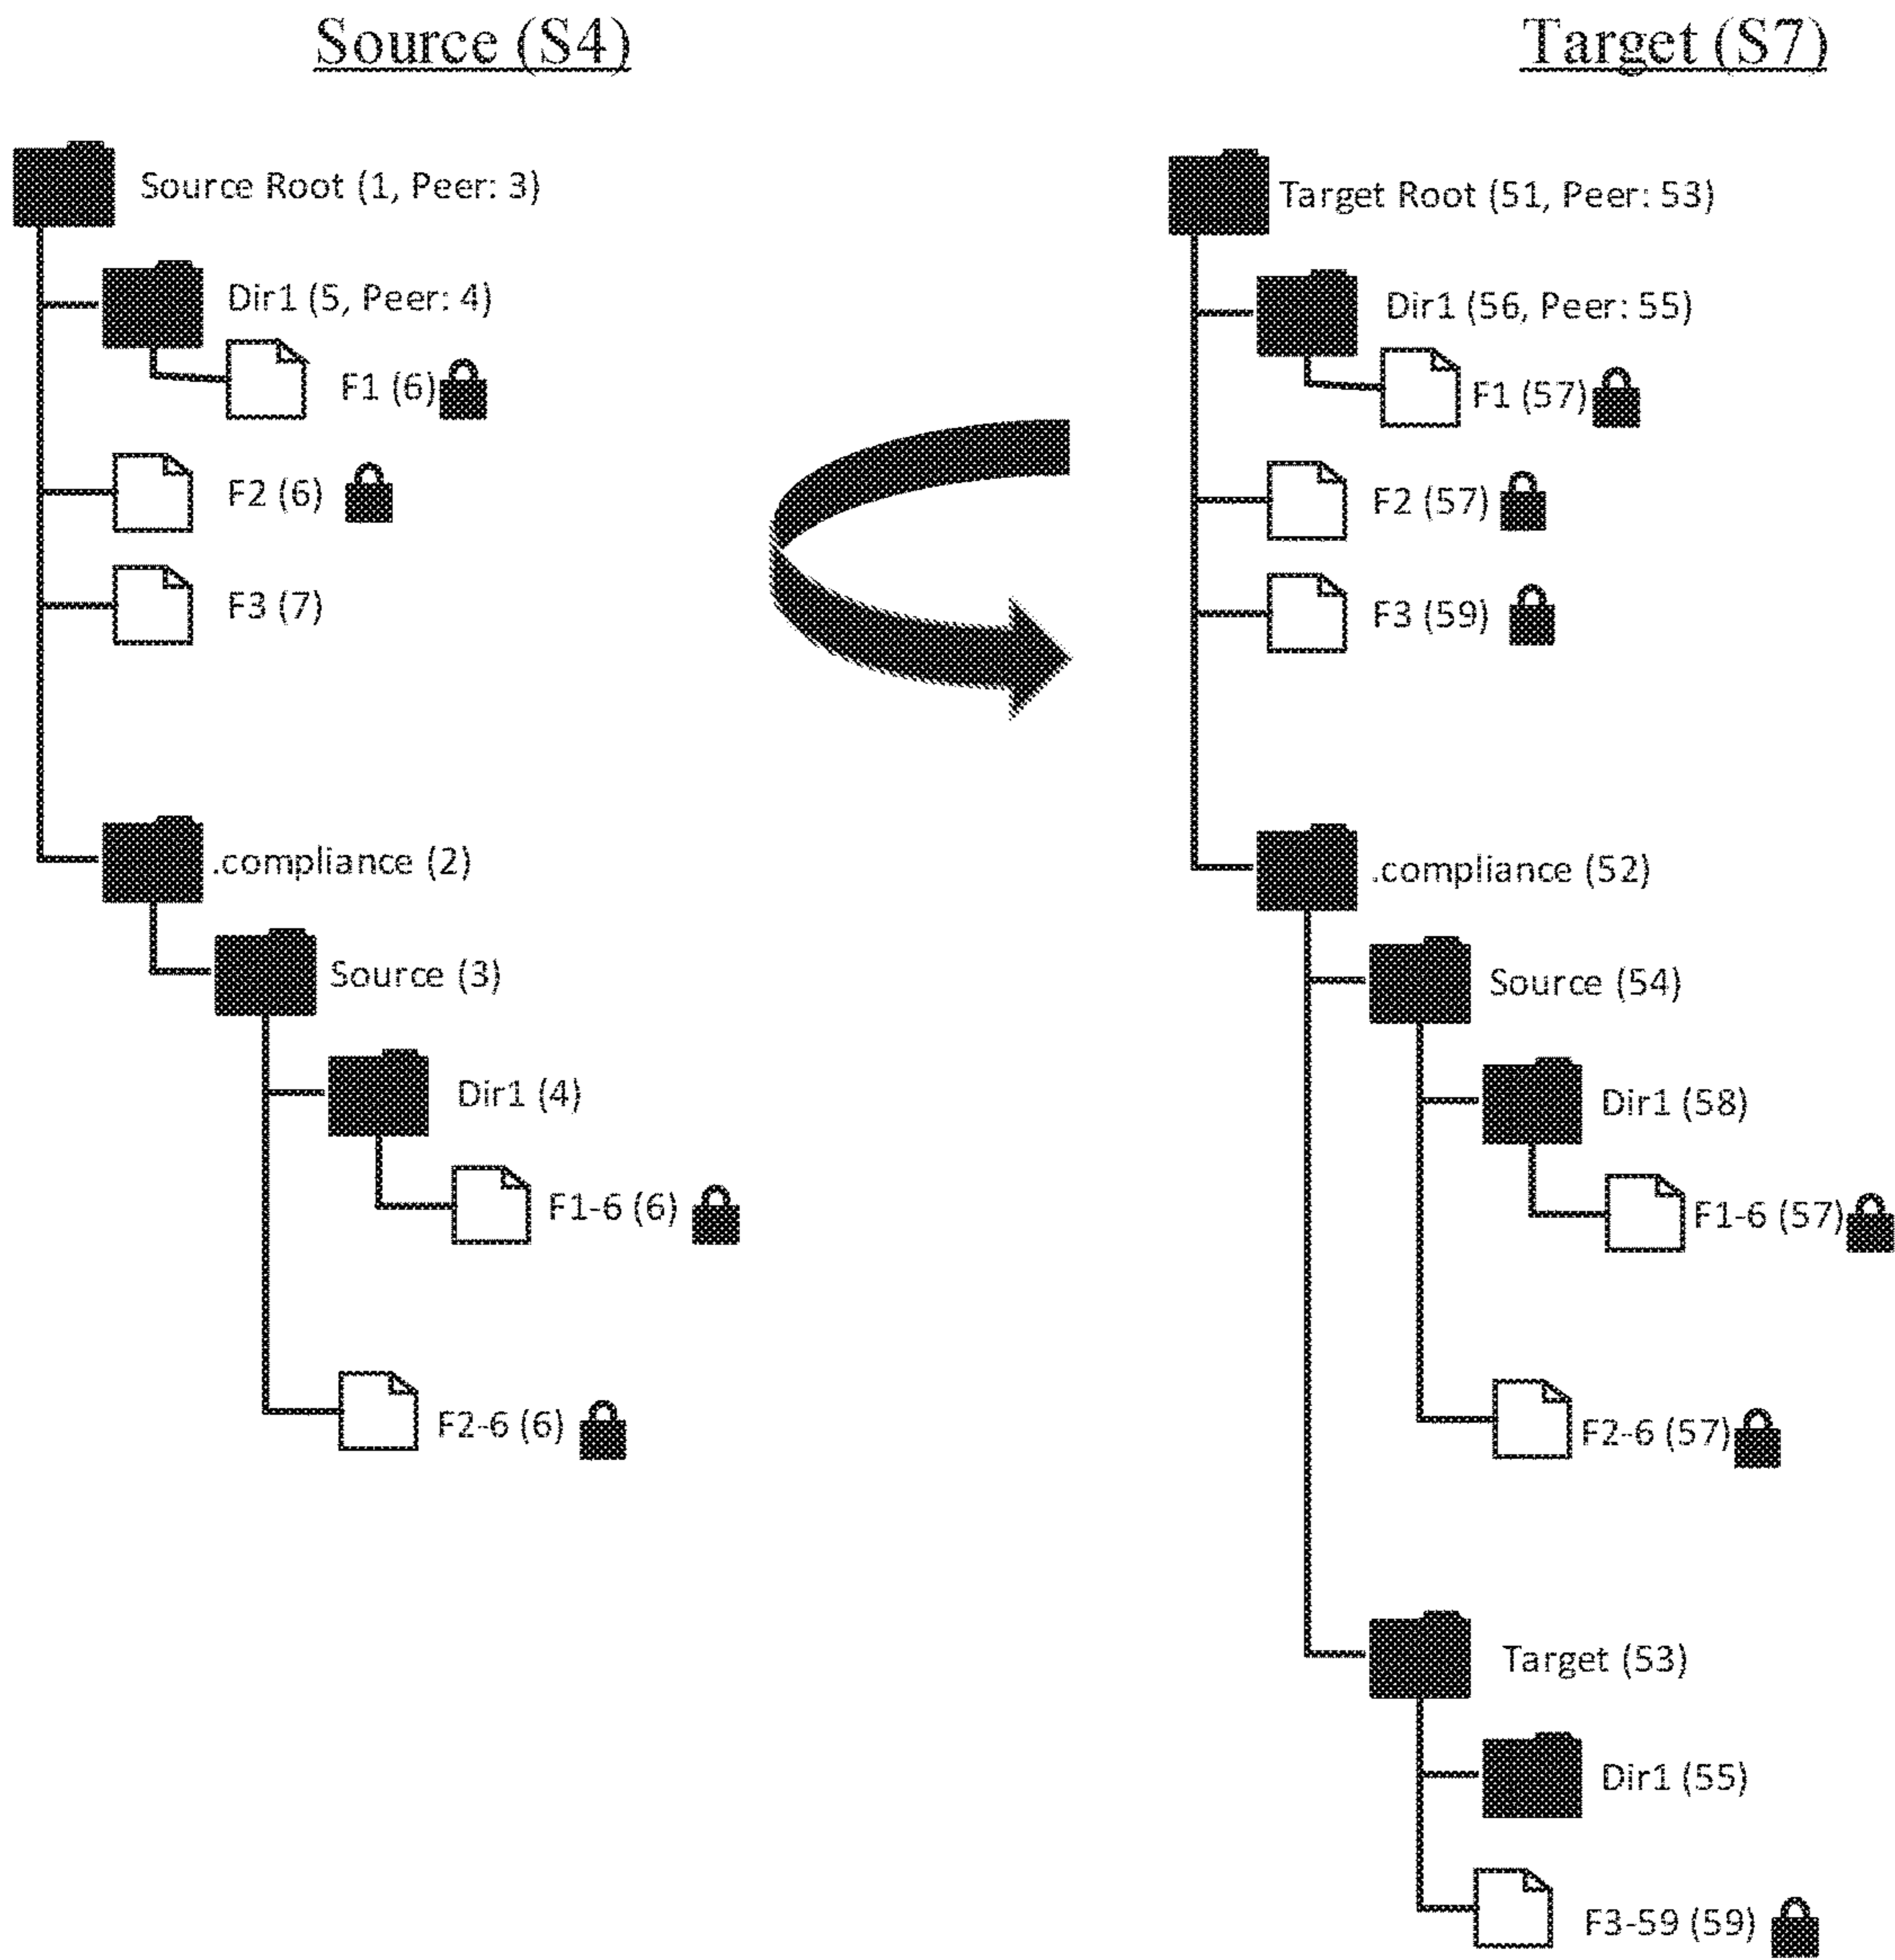 Source (S4)
Source Root (1, Peer: 3)
Dir1 (5, Peer: 4)
F1 (6)
F2 (6)
F3 (7)
.compliance (2)
Source (3)
Dir1 (4)
F1-6 (6)
F2-6 (6)
Target (S7)
Target Root (51, Peer: 53)
Dir1 (56, Peer: 55)
F1 (57)
F2 (57)
F3 (59)
.compliance (52)
Source (54)
Dir1 (58)
F1-6 (57)
F2-6 (57)
Target (53)
Dir1 (55)
F3-59 (59)